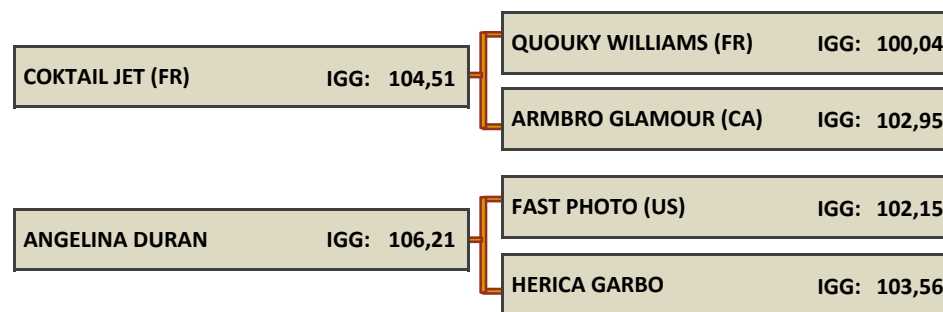 QUOUKY WILLIAMS (FR) IGG: 100,04
COKTAIL JET (FR) IGG: 104,51
ARMBRO GLAMOUR (CA) IGG: 102,95
FAST PHOTO (US) IGG: 102,15
ANGELINA DURAN IGG: 106,21
HERICA GARBO IGG: 103,56